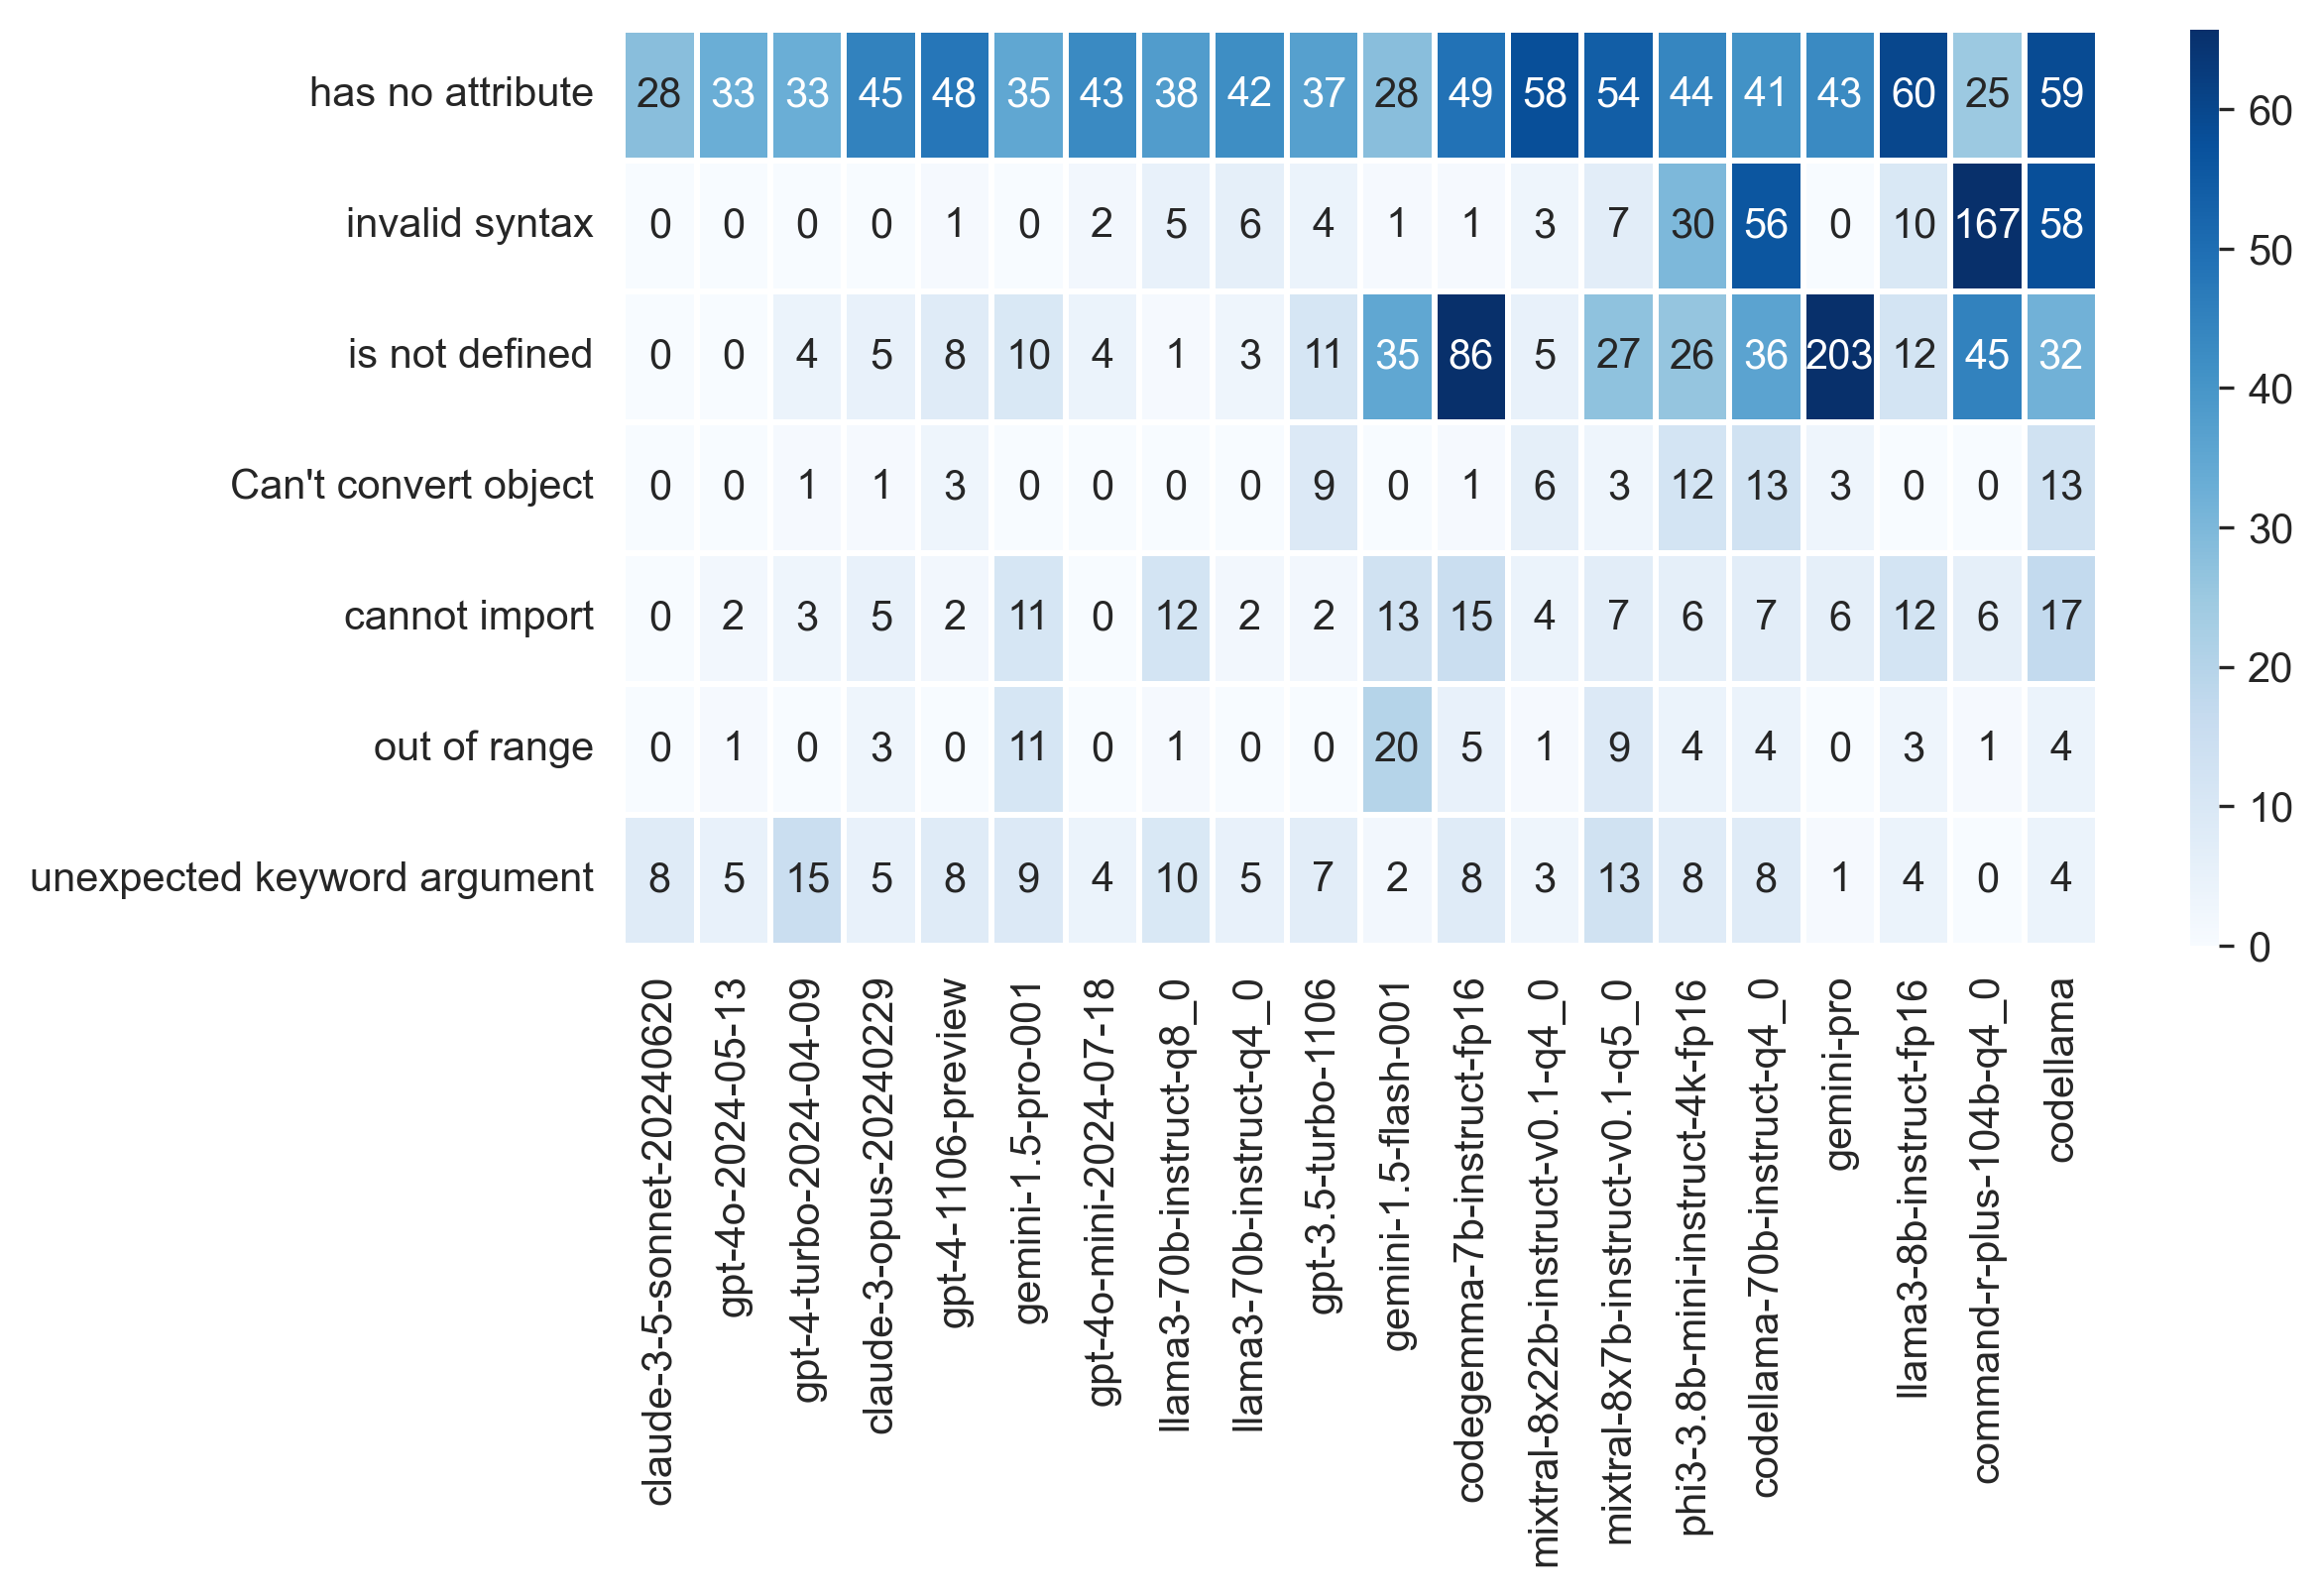 has no attribute 28 33 33 45 48 35 43 38 42 37 28 49 58 54 44 41 43 60 25 59
invalid syntax 0 0 0 0 1 0 2 5 6 4 1 1 3 7 30 56 0 10 167 58
is not defined 0 0 4 5 8 10 4 1 3 11 35 86 5 27 26 36 203 12 45 32
Can't convert object 0 0 1 1 3 0 0 0 0 9 0 1 6 3 12 13 3 0 0 13
cannot import 0 2 3 5 2 11 0 12 2 2 13 15 4 7 6 7 6 12 6 17
out of range 0 1 0 3 0 11 0 1 0 0 20 5 1 9 4 4 0 3 1 4
unexpected keyword argument 8 5 15 5 8 9 4 10 5 7 2 8 3 13 8 8 1 4 0 4
claude-3-5-sonnet-20240620
gpt-4o-2024-05-13
gpt-4-turbo-2024-04-09
claude-3-opus-20240229
gpt-4-1106-preview
gemini-1.5-pro-001
gpt-4o-mini-2024-07-18
llama3-70b-instruct-q8_0
llama3-70b-instruct-q4_0
gpt-3.5-turbo-1106
gemini-1.5-flash-001
codegemma-7b-instruct-fp16
mixtral-8x22b-instruct-v0.1-q4_0
mixtral-8x7b-instruct-v0.1-q5_0
phi3-3.8b-mini-instruct-4k-fp16
codellama-70b-instruct-q4_0
gemini-pro
llama3-8b-instruct-fp16
command-r-plus-104b-q4_0
codellama
60
50
40
30
20
10
0